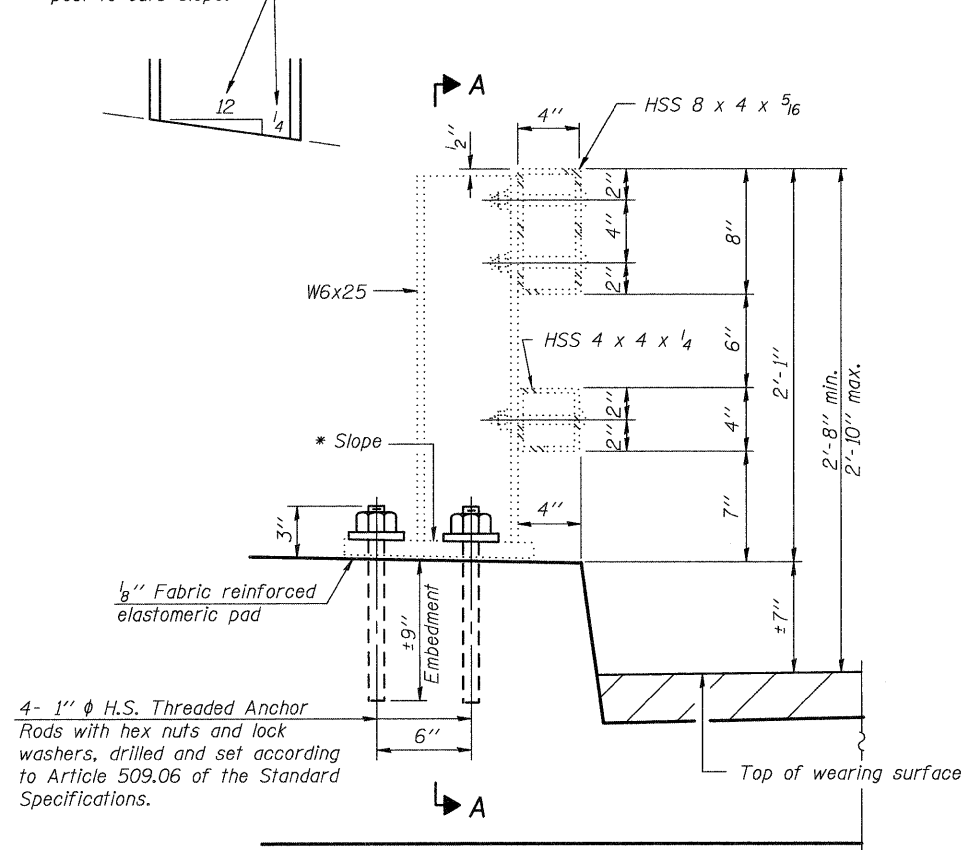 post to curb slope.
12
1/4
A
1/2"
4"
HSS 8 x 4 x 5/16
2"
4"
2"
8"
W6x25
6"
HSS 4 x 4 x 1/4
2'-1"
2'-8" min.
2'-10" max.
2"
2"
4"
* Slope
3"
4"
7"
1/8" Fabric reinforced
elastomeric pad
±9"
Embedment
±7"
4- 1" ϕ H.S. Threaded Anchor
Rods with hex nuts and lock
washers, drilled and set according
to Article 509.06 of the Standard
Specifications.
6"
Top of wearing surface
A